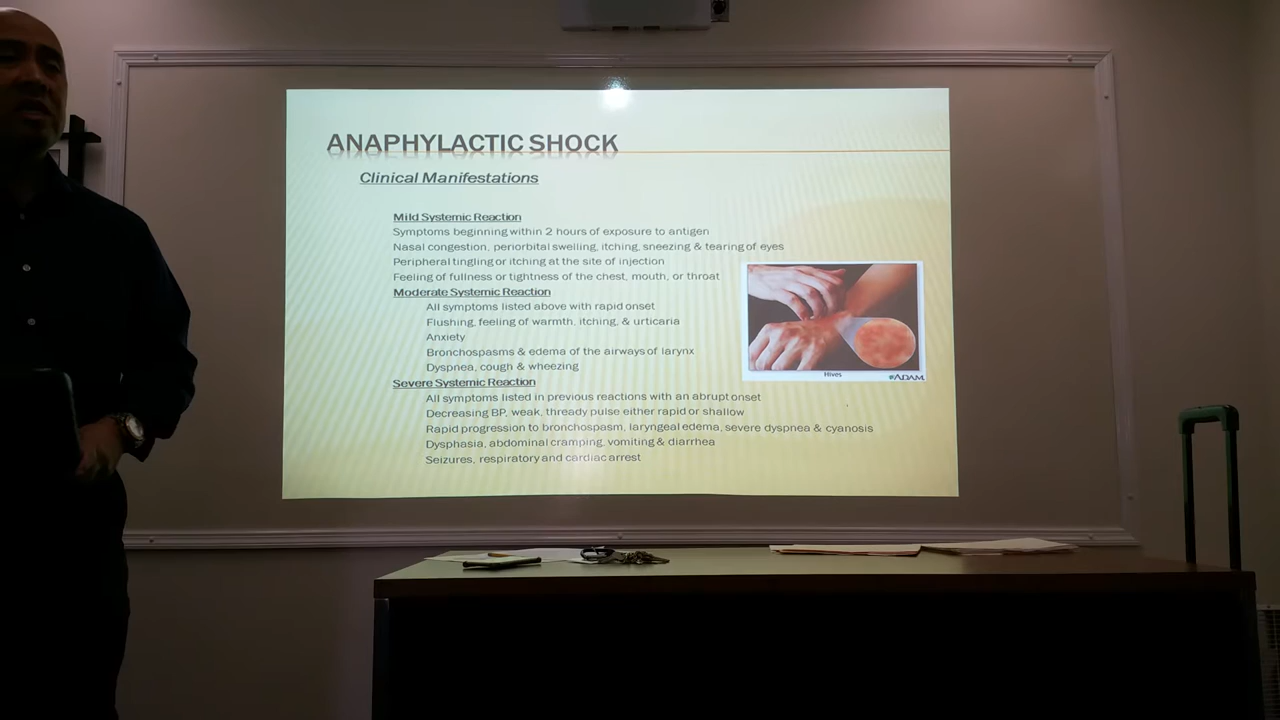 ANAPHYLACTIC SHOCK
Clinical Manifestations
Mild Systemic Reaction
Symptoms beginning within 2 hours of exposure to antigen
Nasal congestion, periorbital swelling, itching, sneezing & tearing of eyes
Peripheral tingling or itching at the site of injection
Feeling of fullness or tightness of the chest, mouth, or throat
Moderate Systemic Reaction
All symptoms listed above with rapid onset
Flushing, feeling of warmth, itching, & urticaria
Anxiety
Bronchospasms & edema of the airways of larynx
Dyspnea, cough & wheezing
Severe Systemic Reaction
All symptoms listed in previous reactions with an abrupt onset
Decreasing BP, weak, thready pulse either rapid or shallow
Rapid progression to bronchospasm, laryngeal edema, severe dyspnea & cyanosis
Dysphasia, abdominal cramping, vomiting & diarrhea
Seizures, respiratory and cardiac arrest
Hives
ADAM